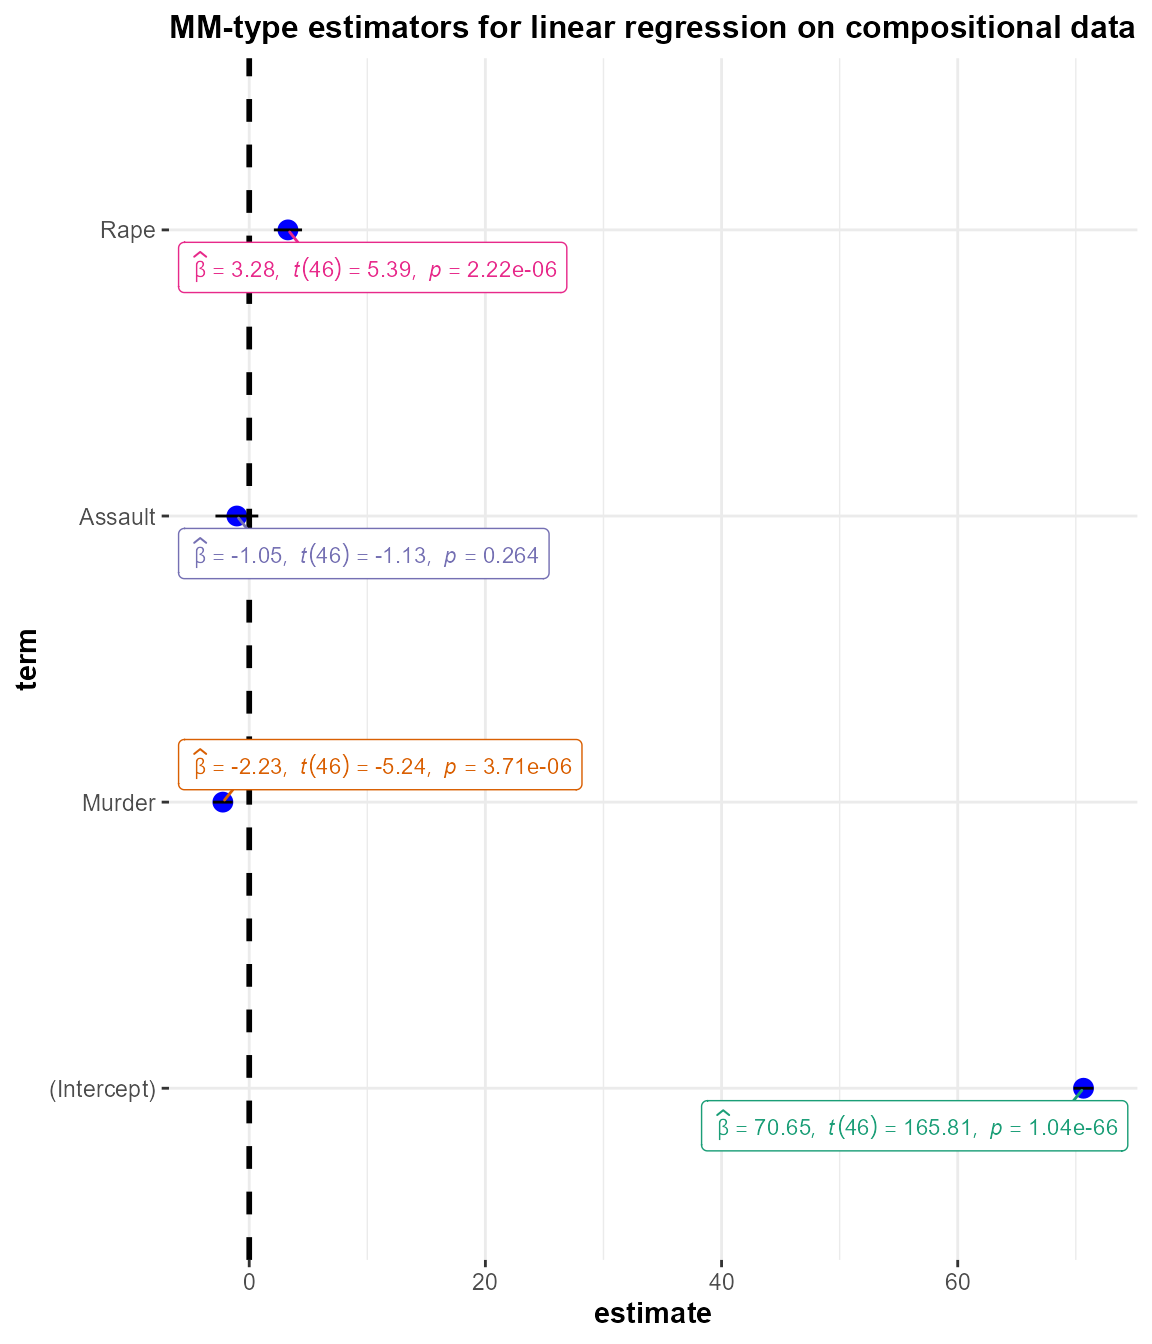 MM-type estimators for linear regression on compositional data
Rape
β̂ = 3.28, t(46) = 5.39, p = 2.22e-06
Assault
β̂ = -1.05, t(46) = -1.13, p = 0.264
term
β̂ = -2.23, t(46) = -5.24, p = 3.71e-06
Murder
(Intercept)
β̂ = 70.65, t(46) = 165.81, p = 1.04e-66
0 20 40 60
estimate